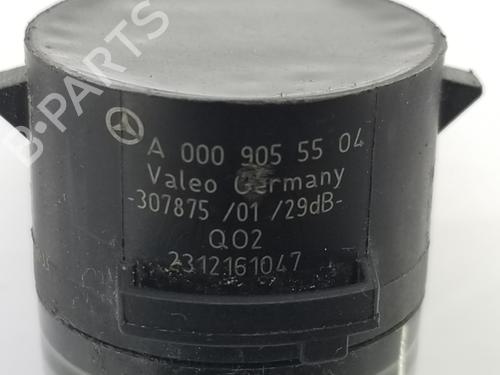 A 000 905 55 04
Valeo Germany
-307875 /01 /29dB-
Q02
2312161047
B-PARTS